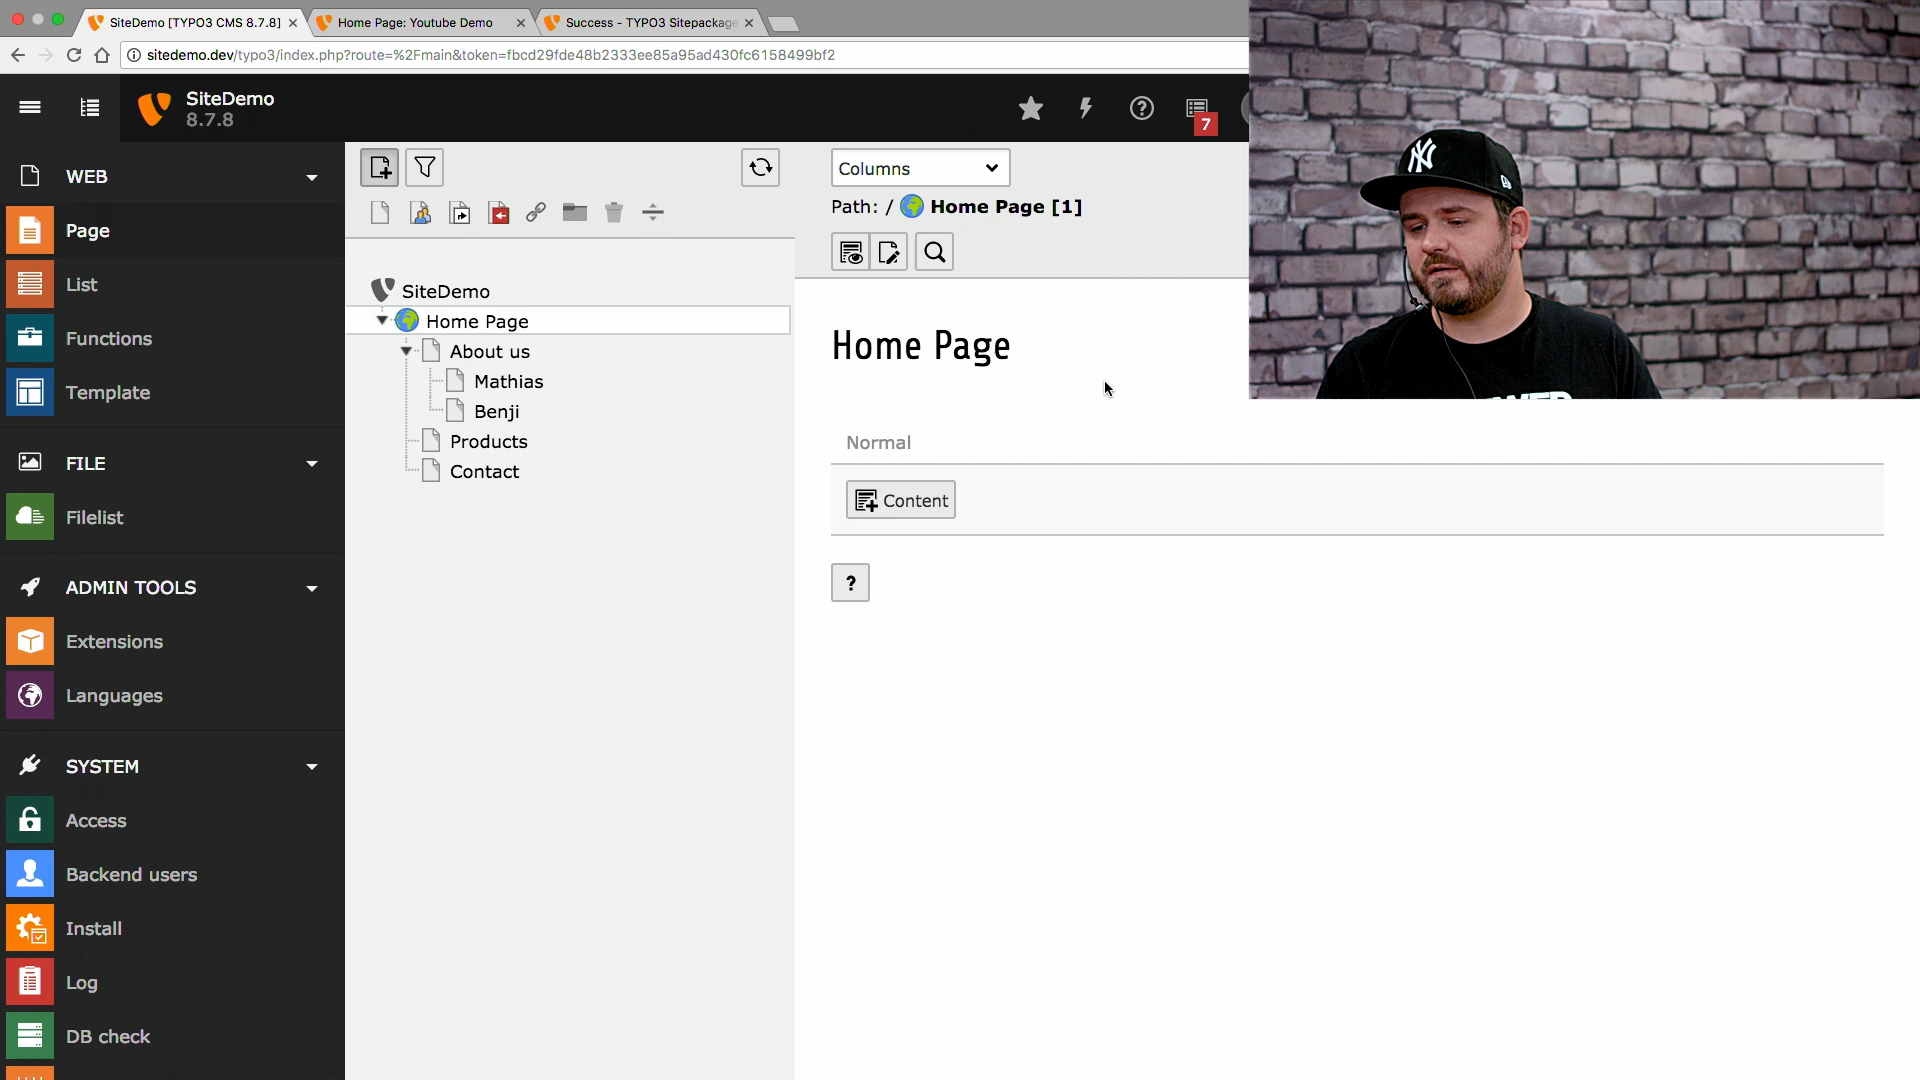 SiteDemo [TYPO3 CMS 8.7.8]
Home Page: Youtube Demo
Success - TYPO3 Sitepackage
sitedemo.dev/typo3/index.php?route=%2Fmain&token=fbcd29fde48b2333ee85a95ad430fc6158499bf2
SiteDemo
8.7.8
7
WEB
Page
List
Functions
Template
FILE
Filelist
ADMIN TOOLS
Extensions
Languages
SYSTEM
Access
Backend users
Install
Log
DB check
SiteDemo
Home Page
About us
Mathias
Benji
Products
Contact
Columns
Path: / Home Page [1]
Home Page
Normal
Content
?
NY